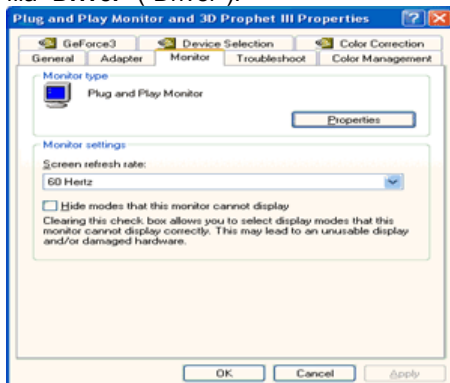 Plug and Play Monitor and 3D Prophet III Properties
GeForce3 Device Selection Color Correction
General Adapter Monitor Troubleshoot Color Management
Monitor type
Plug and Play Monitor
Properties
Monitor settings
Screen refresh rate:
60 Hertz
Hide modes that this monitor cannot display
Clearing this check box allows you to select display modes that this
monitor cannot display correctly. This may lead to an unusable display
and/or damaged hardware.
OK Cancel Apply